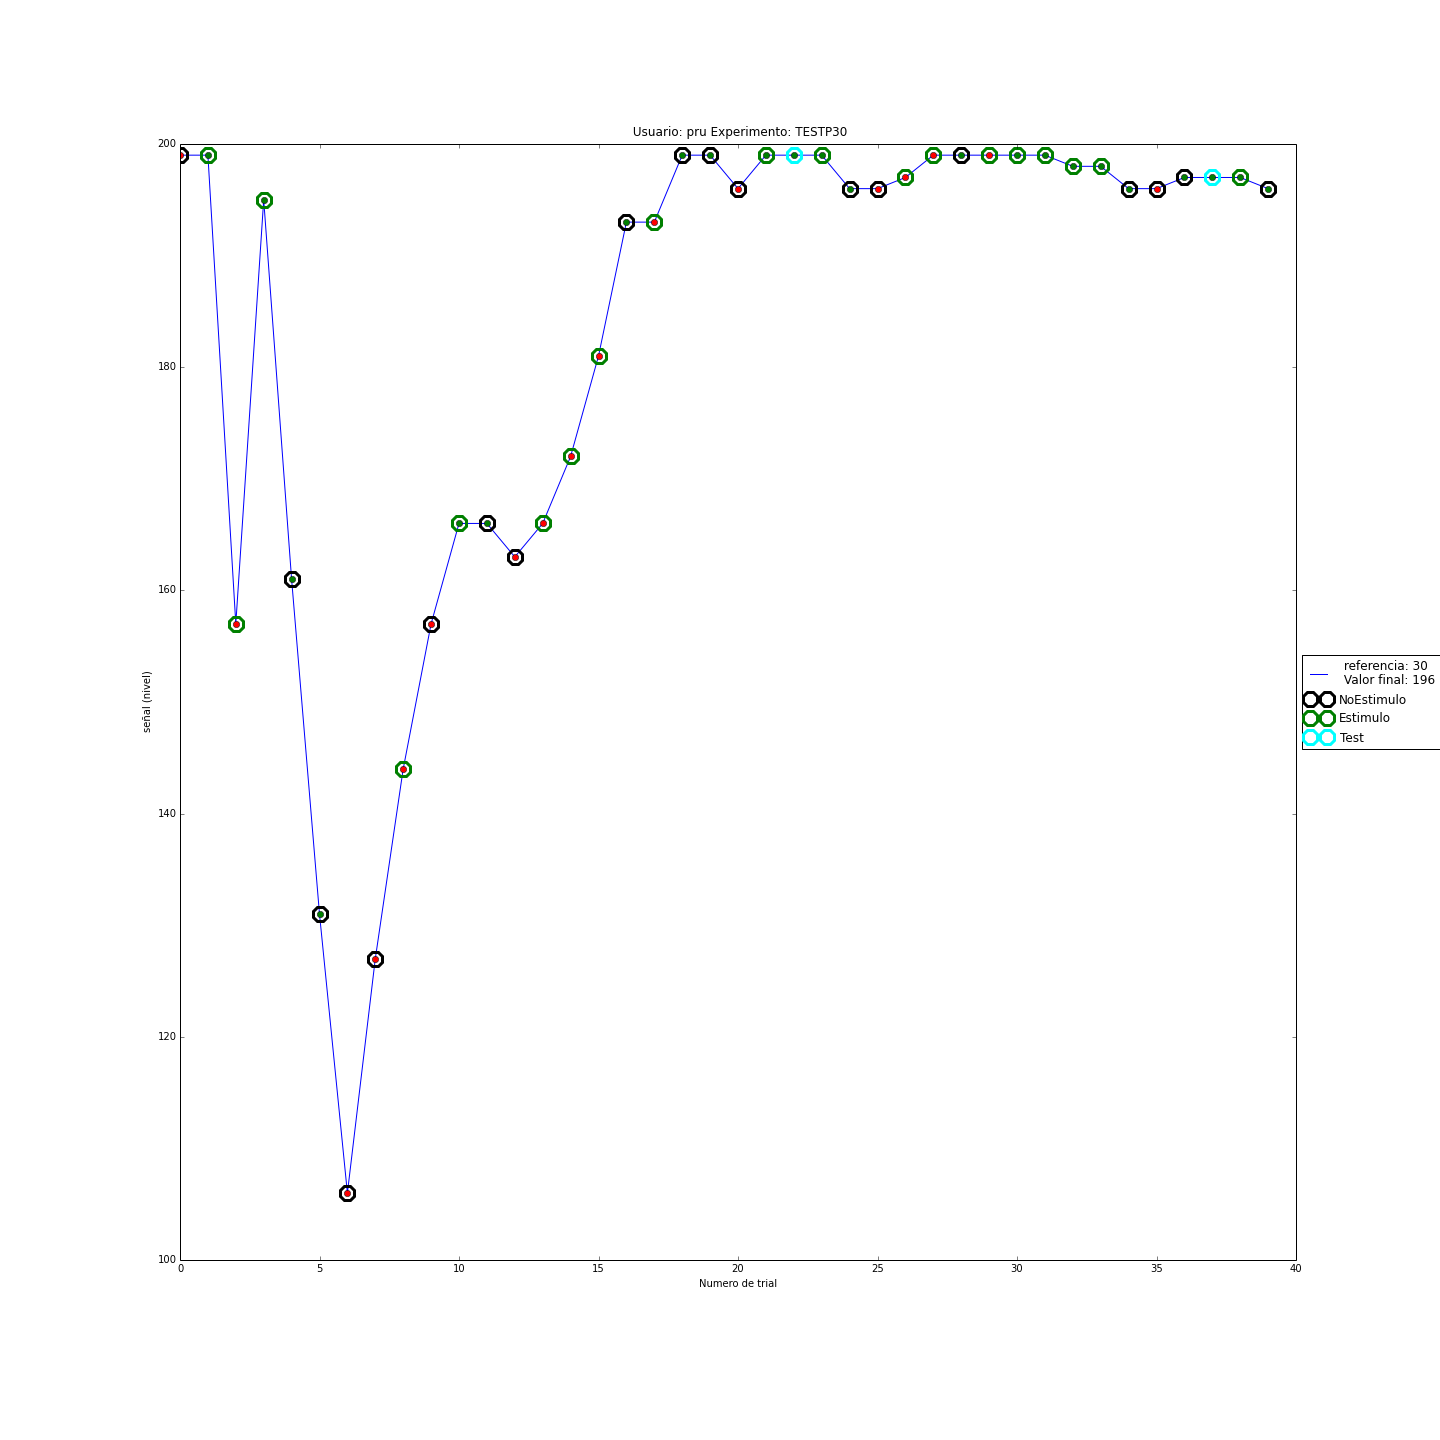 Usuario: pru Experimento: TESTP30
200
180
160
140
120
100
señal (nivel)
0 5 10 15 20 25 30 35 40
Numero de trial
referencia: 30
Valor final: 196
NoEstimulo
Estimulo
Test